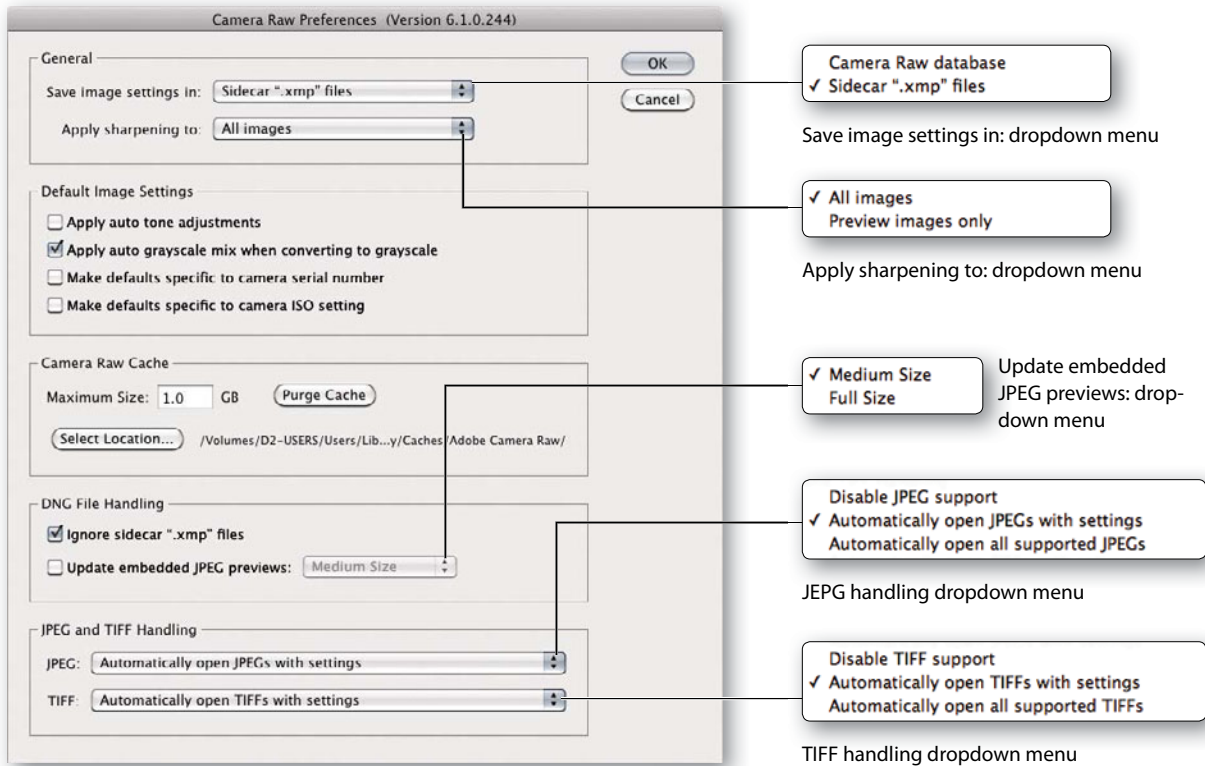 Camera Raw Preferences (Version 6.1.0.244)
General
Save image settings in: Sidecar ".xmp" files
Apply sharpening to: All images
OK
Cancel
Default Image Settings
Apply auto tone adjustments
Apply auto grayscale mix when converting to grayscale
Make defaults specific to camera serial number
Make defaults specific to camera ISO setting
Camera Raw Cache
Maximum Size: 1.0 GB Purge Cache
Select Location... /Volumes/D2-USERS/Users/Lib...y/Caches/Adobe Camera Raw/
DNG File Handling
Ignore sidecar ".xmp" files
Update embedded JPEG previews: Medium Size
JPEG and TIFF Handling
JPEG: Automatically open JPEGs with settings
TIFF: Automatically open TIFFs with settings
Camera Raw database
✓ Sidecar ".xmp" files
Save image settings in: dropdown menu
✓ All images
Preview images only
Apply sharpening to: dropdown menu
✓ Medium Size
Full Size
Update embedded
JPEG previews: drop-
down menu
Disable JPEG support
✓ Automatically open JPEGs with settings
Automatically open all supported JPEGs
JEPG handling dropdown menu
Disable TIFF support
✓ Automatically open TIFFs with settings
Automatically open all supported TIFFs
TIFF handling dropdown menu